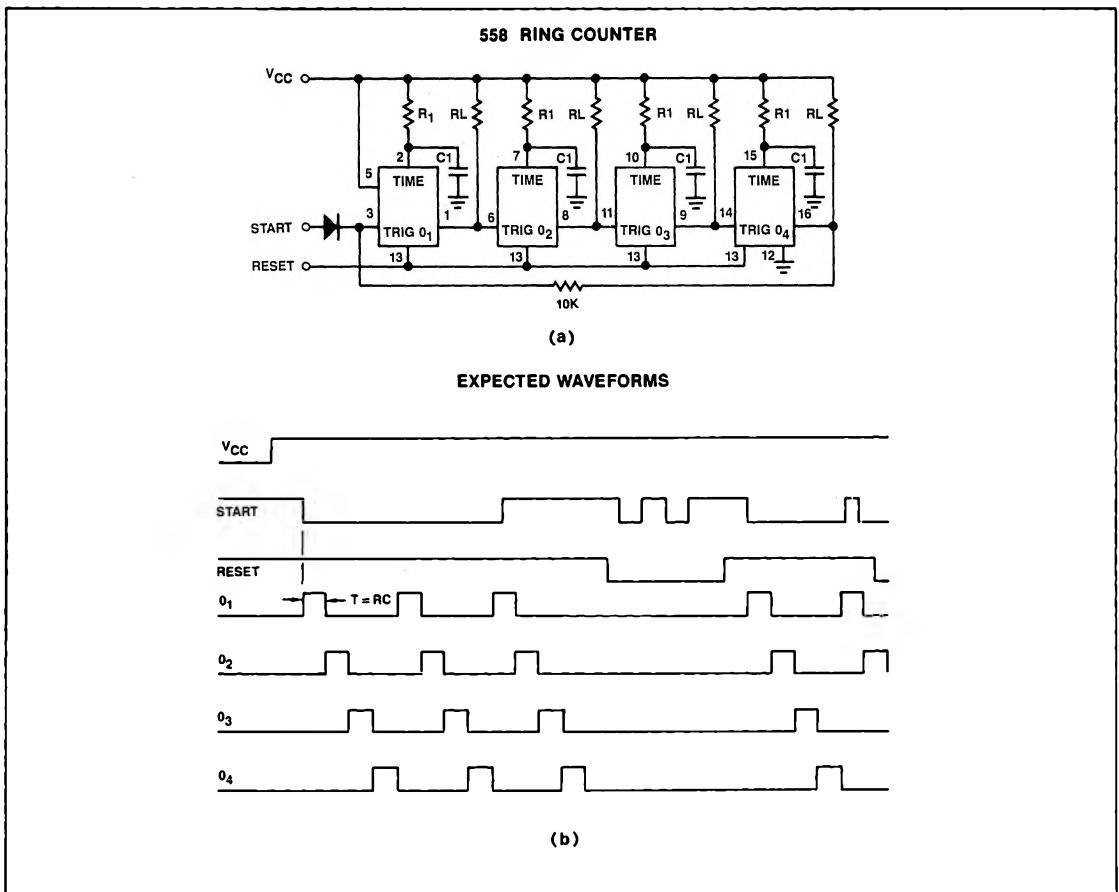 558 RING COUNTER
VCC
R1 RL R1 RL R1 RL R1 RL
2 C1 7 C1 10 C1 15 C1
5 TIME TIME TIME TIME
START 3 TRIG 01 1 6 TRIG 02 8 11 TRIG 03 9 14 TRIG 04 16
RESET 13 13 13 13 12
10K
(a)
EXPECTED WAVEFORMS
VCC
START
RESET
01 T = RC
02
03
04
(b)